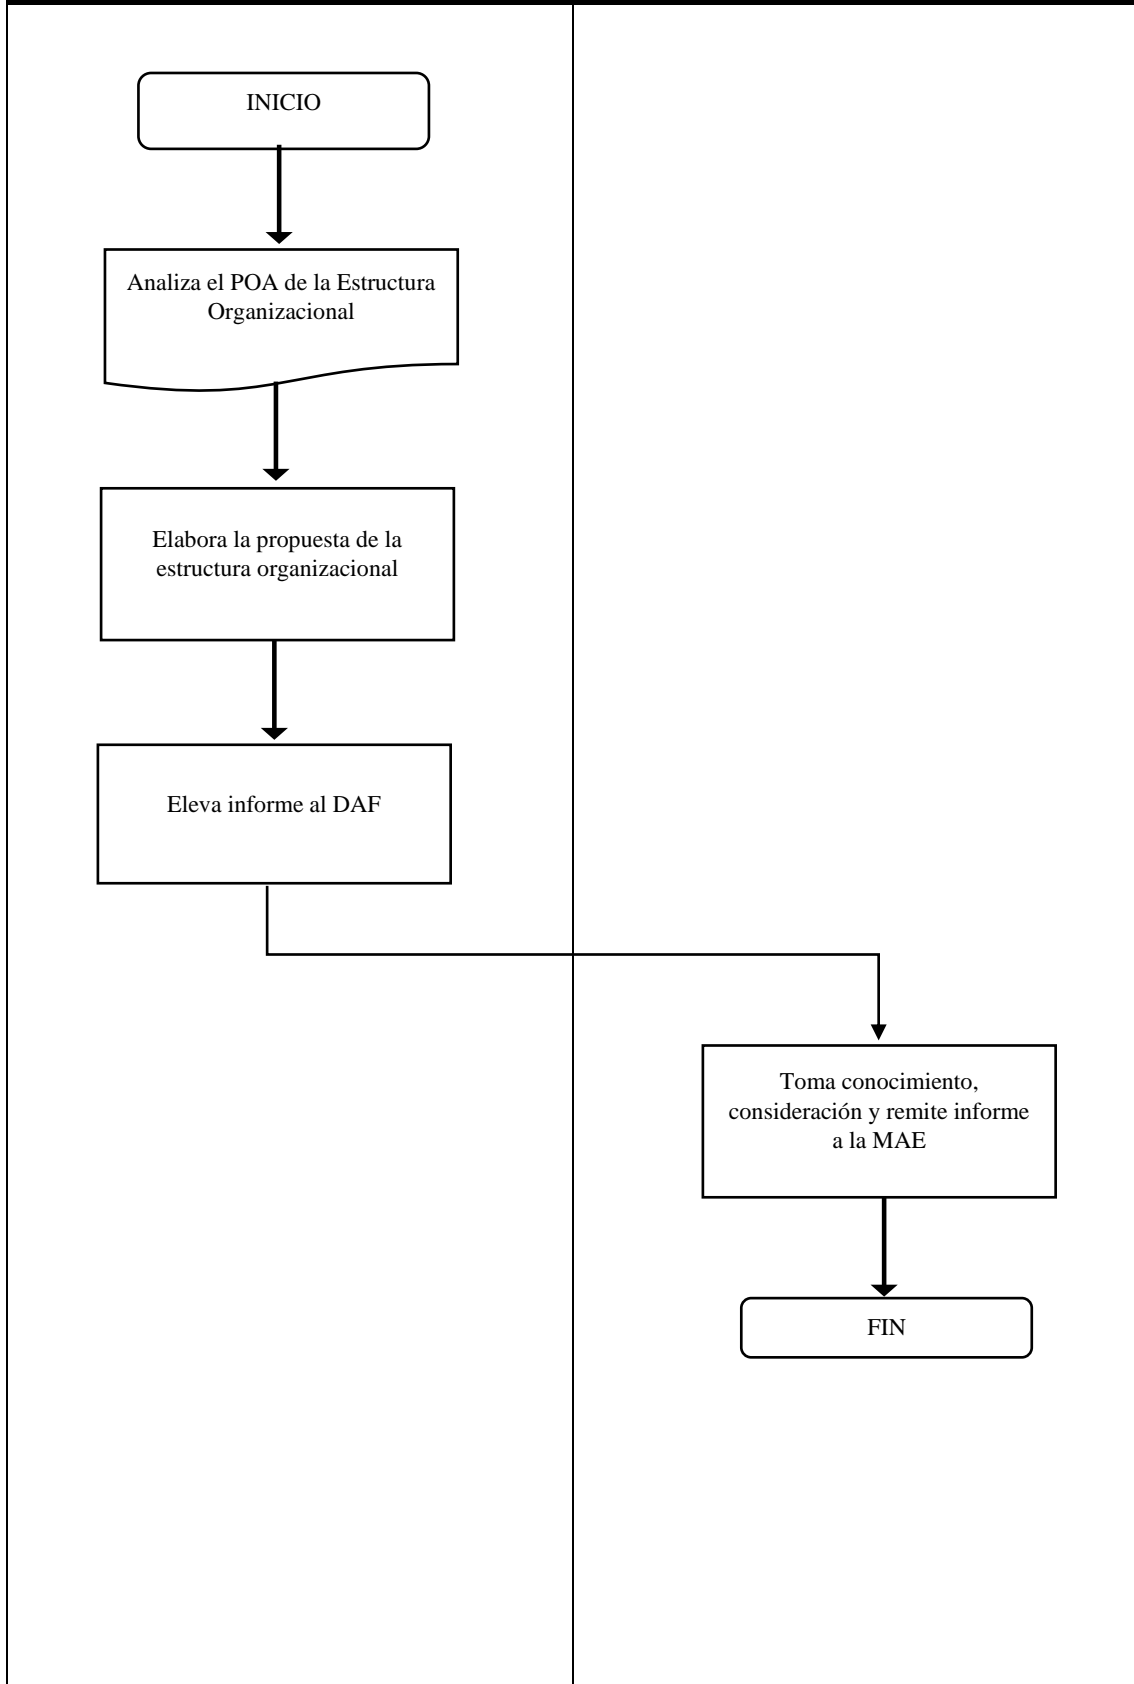 INICIO
Analiza el POA de la Estructura
Organizacional
Elabora la propuesta de la
estructura organizacional
Eleva informe al DAF
Toma conocimiento,
consideración y remite informe
a la MAE
FIN